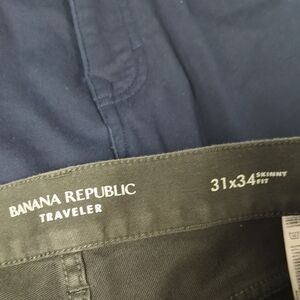 BANANA REPUBLIC
TRAVELER
31x34 SKINNY FIT